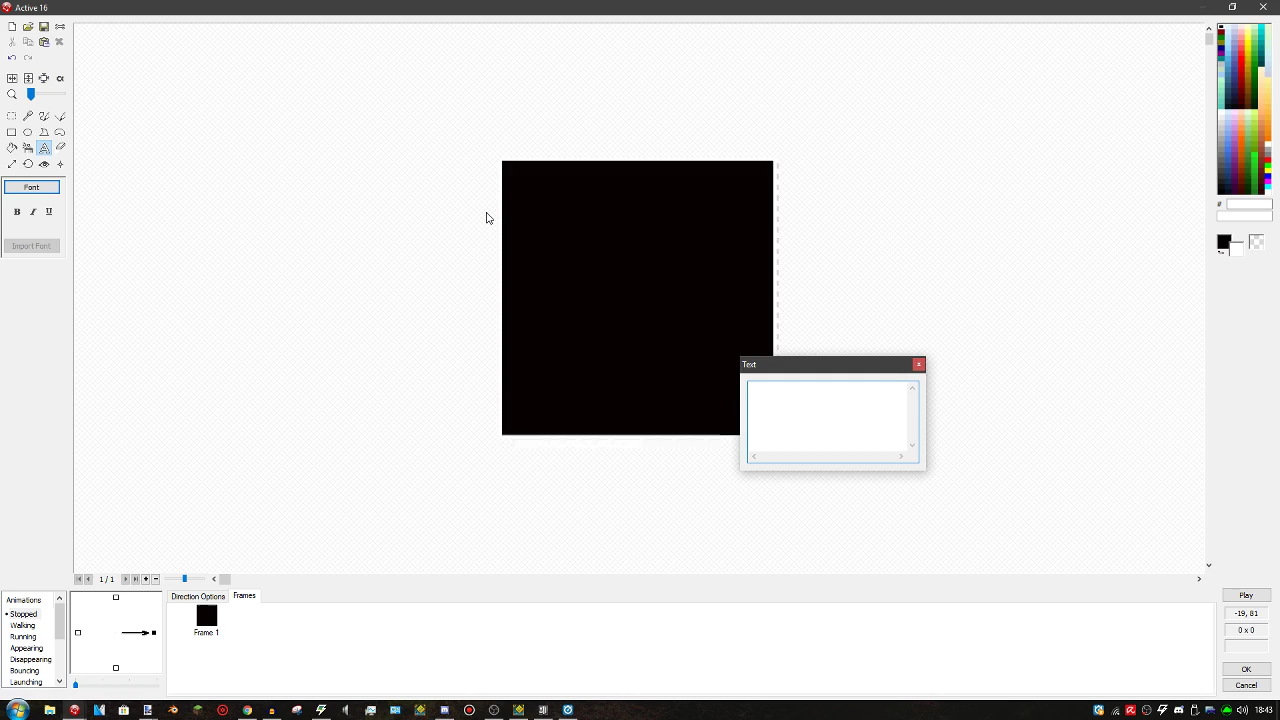 Active 16
Font
B I U
Import Font
Text
#
1 / 1
Direction Options
Frames
Animations
Stopped
Walking
Running
Appearing
Disappearing
Bouncing
Launching
Frame 1
Play
-19, 81
0 x 0
OK
Cancel
18:43